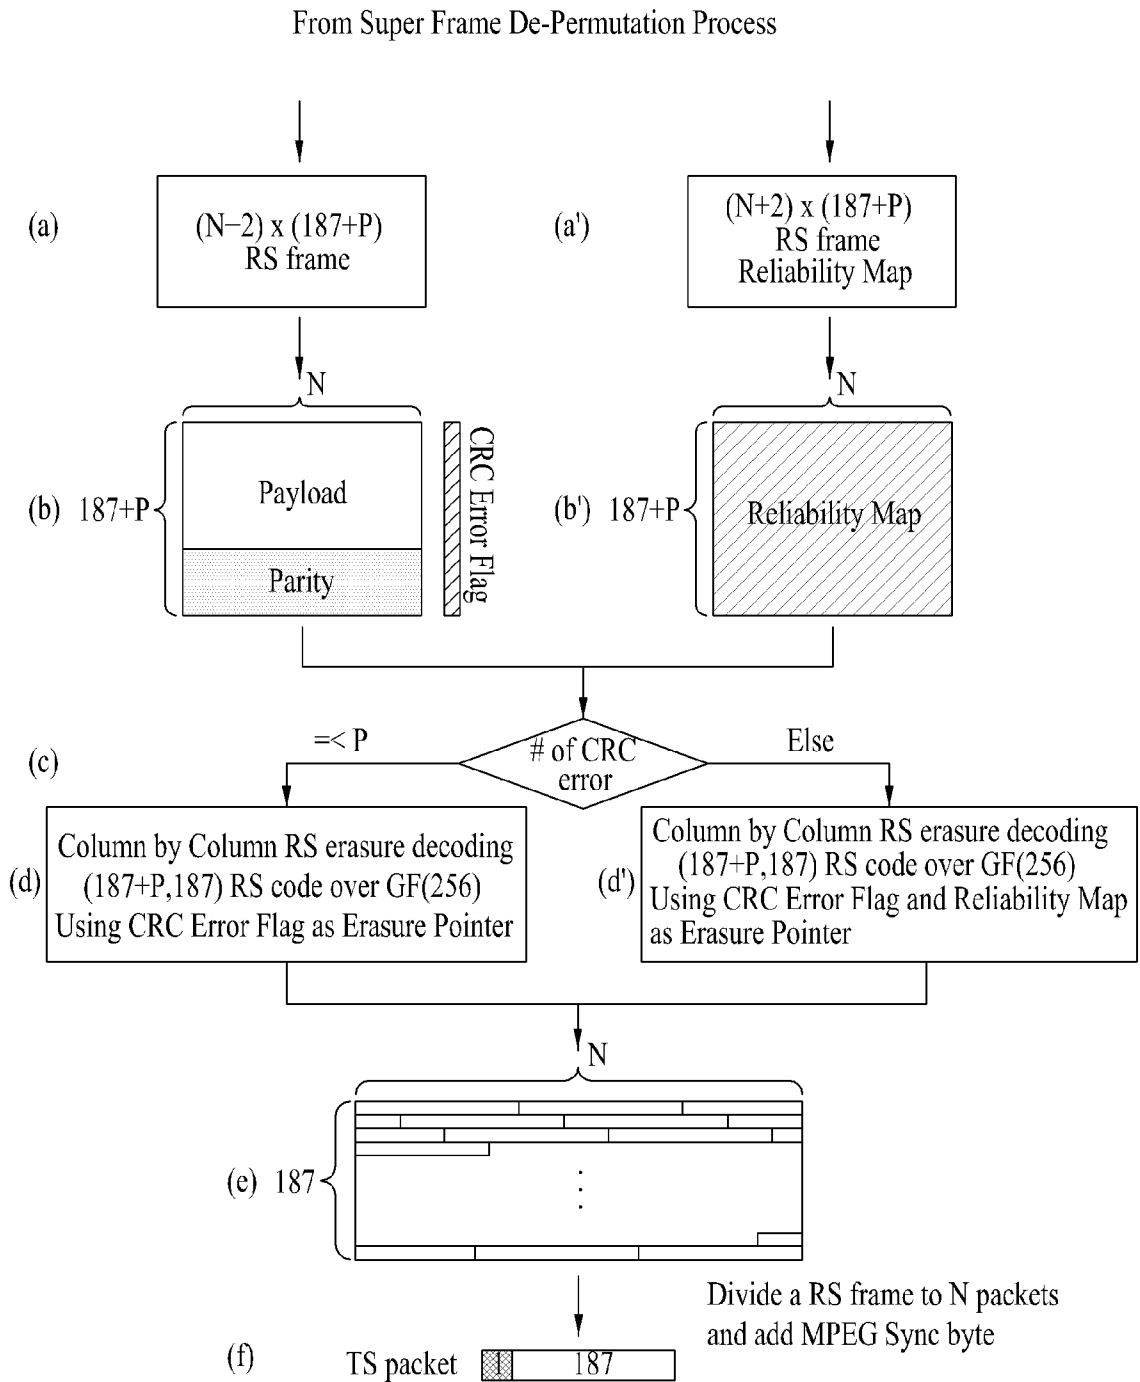 From Super Frame De-Permutation Process
(a)
(N−2) x (187+P)
RS frame
(a')
(N+2) x (187+P)
RS frame
Reliability Map
N
N
(b)
187+P
Payload
Parity
CRC Error Flag
(b')
187+P
Reliability Map
(c)
=< P
# of CRC
error
Else
(d)
Column by Column RS erasure decoding
(187+P,187) RS code over GF(256)
Using CRC Error Flag as Erasure Pointer
(d')
Column by Column RS erasure decoding
(187+P,187) RS code over GF(256)
Using CRC Error Flag and Reliability Map
as Erasure Pointer
N
(e)
187
Divide a RS frame to N packets
and add MPEG Sync byte
(f)
TS packet
1
187